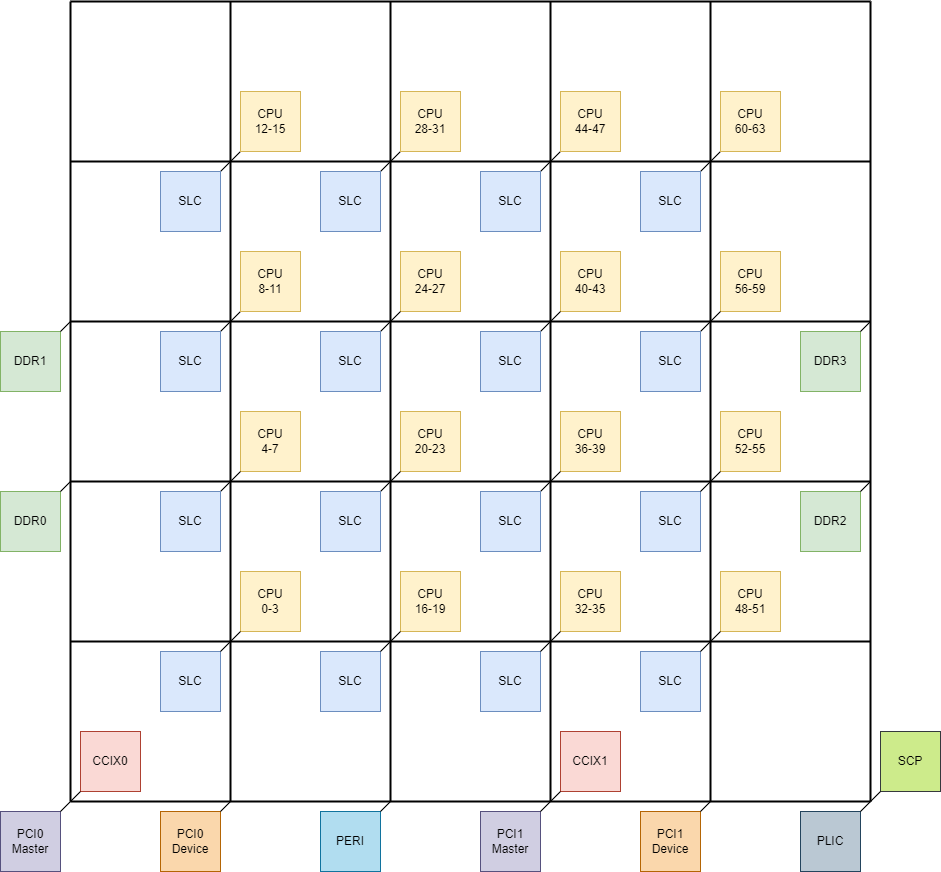 CPU
12-15
CPU
28-31
CPU
44-47
CPU
60-63
SLC
SLC
SLC
SLC
CPU
8-11
CPU
24-27
CPU
40-43
CPU
56-59
DDR1
SLC
SLC
SLC
SLC
DDR3
CPU
4-7
CPU
20-23
CPU
36-39
CPU
52-55
DDR0
SLC
SLC
SLC
SLC
DDR2
CPU
0-3
CPU
16-19
CPU
32-35
CPU
48-51
SLC
SLC
SLC
SLC
CCIX0
CCIX1
SCP
PCI0
Master
PCI0
Device
PERI
PCI1
Master
PCI1
Device
PLIC